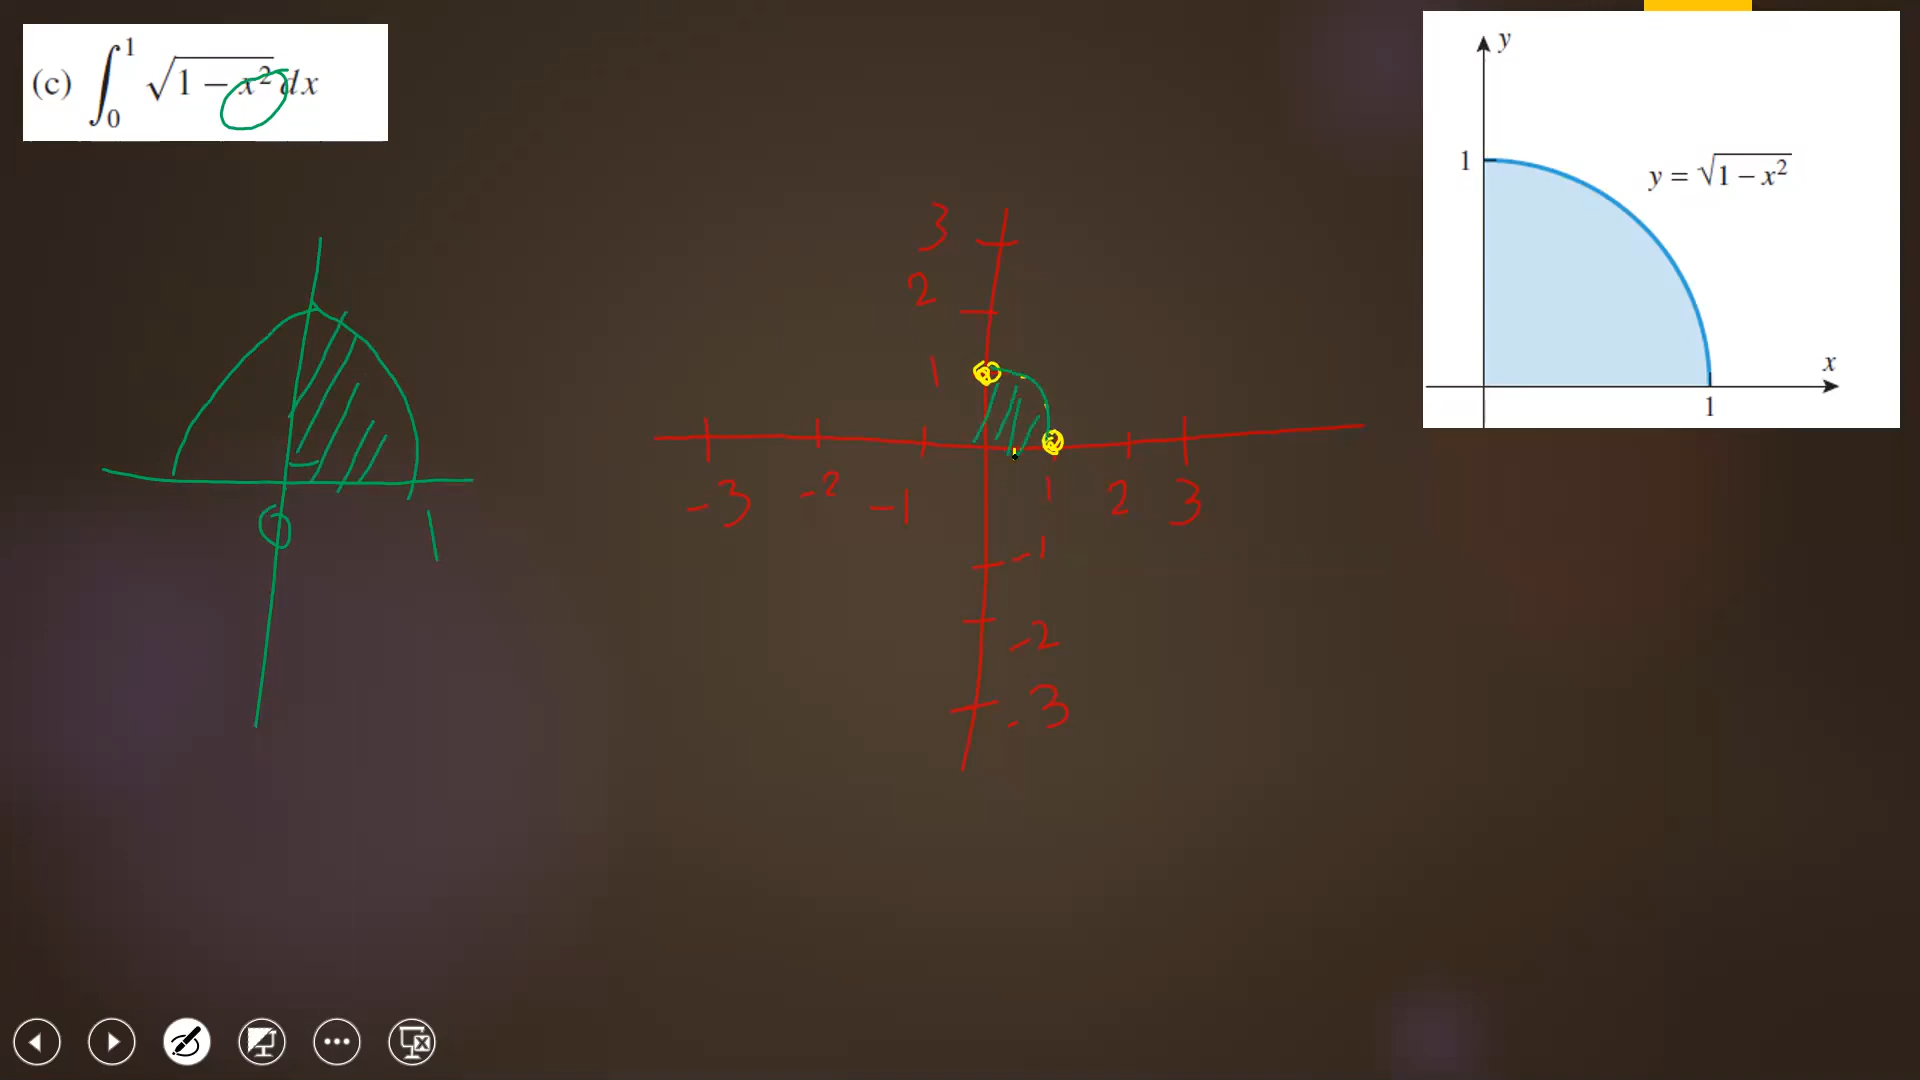 (c) ∫₀¹ √(1 − x²) dx
y
1
y = √(1 − x²)
x
1
0
1
3
2
1
-3 -2 -1 1 2 3
-1
-2
-3